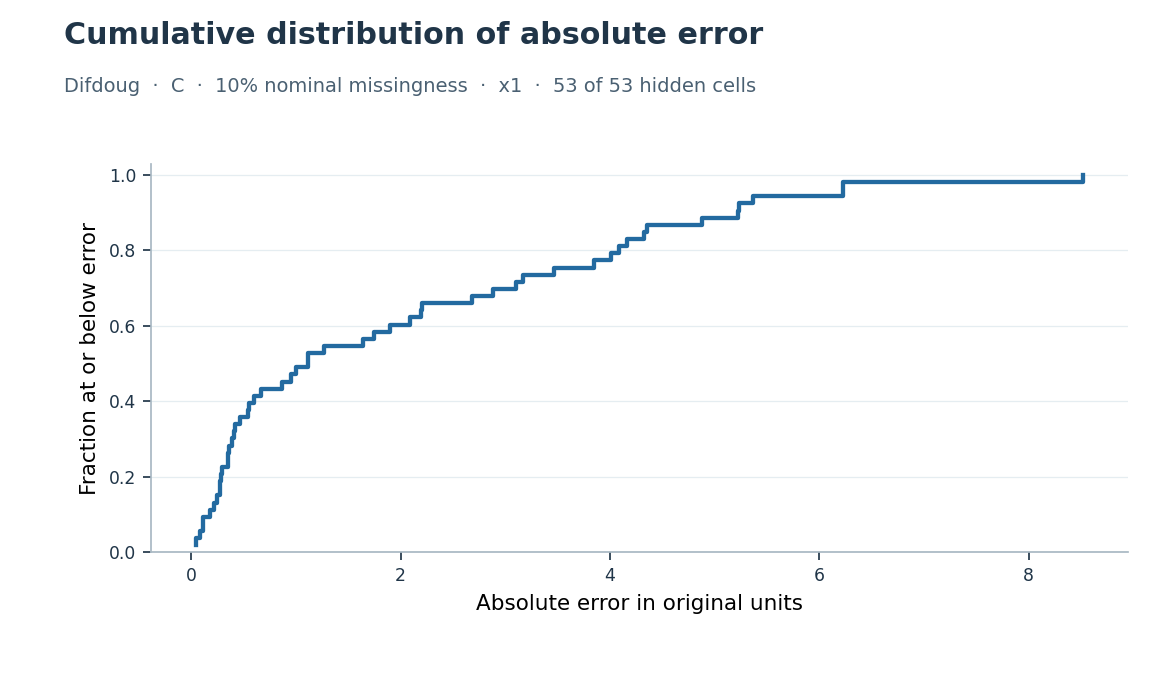 Cumulative distribution of absolute error
Difdoug · C · 10% nominal missingness · x1 · 53 of 53 hidden cells
1.0
0.8
0.6
0.4
0.2
0.0
Fraction at or below error
0 2 4 6 8
Absolute error in original units